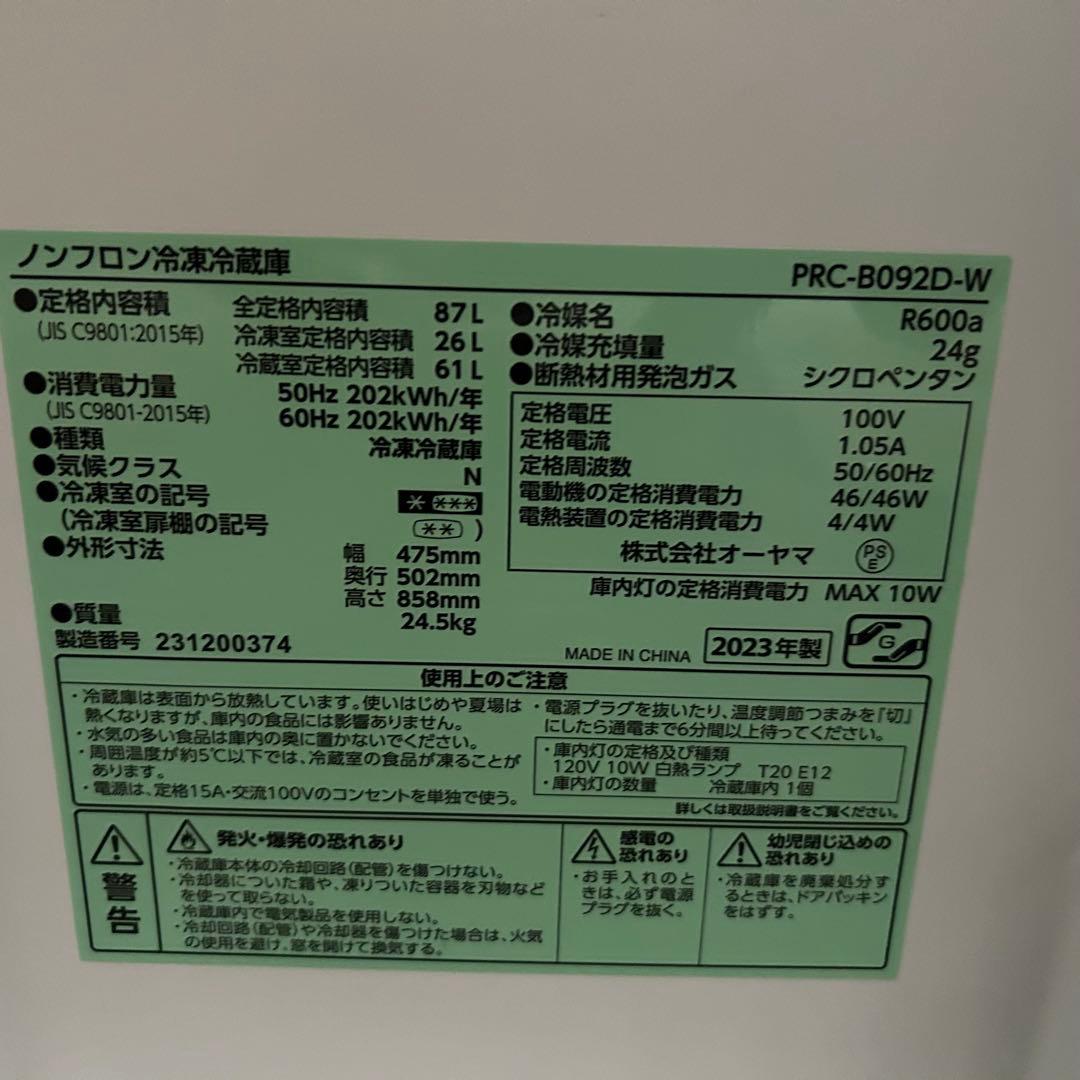 ノンフロン冷凍冷蔵庫
PRC-B092D-W
●定格内容積
(JIS C9801:2015年)
全定格内容積 87L
冷凍室定格内容積 26L
冷蔵室定格内容積 61L
●消費電力量
(JIS C9801-2015年)
50Hz 202kWh/年
60Hz 202kWh/年
●種類 冷凍冷蔵庫
●気候クラス N
●冷凍室の記号 * ***
(冷凍室扉棚の記号 ** )
●外形寸法
幅 475mm
奥行 502mm
高さ 858mm
●質量 24.5kg
製造番号 231200374
●冷媒名 R600a
●冷媒充填量 24g
●断熱材用発泡ガス シクロペンタン
定格電圧 100V
定格電流 1.05A
定格周波数 50/60Hz
電動機の定格消費電力 46/46W
電熱装置の定格消費電力 4/4W
株式会社オーヤマ PSE
庫内灯の定格消費電力 MAX 10W
MADE IN CHINA 2023年製 G
使用上のご注意
・冷蔵庫は表面から放熱しています。使いはじめや夏場は
熱くなりますが、庫内の食品には影響ありません。
・水気の多い食品は庫内の奥に置かないでください。
・周囲温度が約5℃以下では、冷蔵室の食品が凍ることが
あります。
・電源は、定格15A・交流100Vのコンセントを単独で使う。
・電源プラグを抜いたり、温度調節つまみを「切」
にしたら通電まで6分間以上待ってください。
・庫内灯の定格及び種類
120V 10W 白熱ランプ T20 E12
・庫内灯の数量 冷蔵庫内 1個
詳しくは取扱説明書をご覧ください。
警告
発火・爆発の恐れあり
・冷蔵庫本体の冷却回路(配管)を傷つけない。
・冷却器についた霜や、凍りついた容器を刃物など
を使って取らない。
・冷蔵庫内で電気製品を使用しない。
・冷却回路(配管)や冷却器を傷つけた場合は、火気
の使用を避け、窓を開けて換気する。
感電の
恐れあり
・お手入れのと
きは、必ず電源
プラグを抜く。
幼児閉じ込めの
恐れあり
・冷蔵庫を廃棄処分す
るときは、ドアパッキン
をはずす。